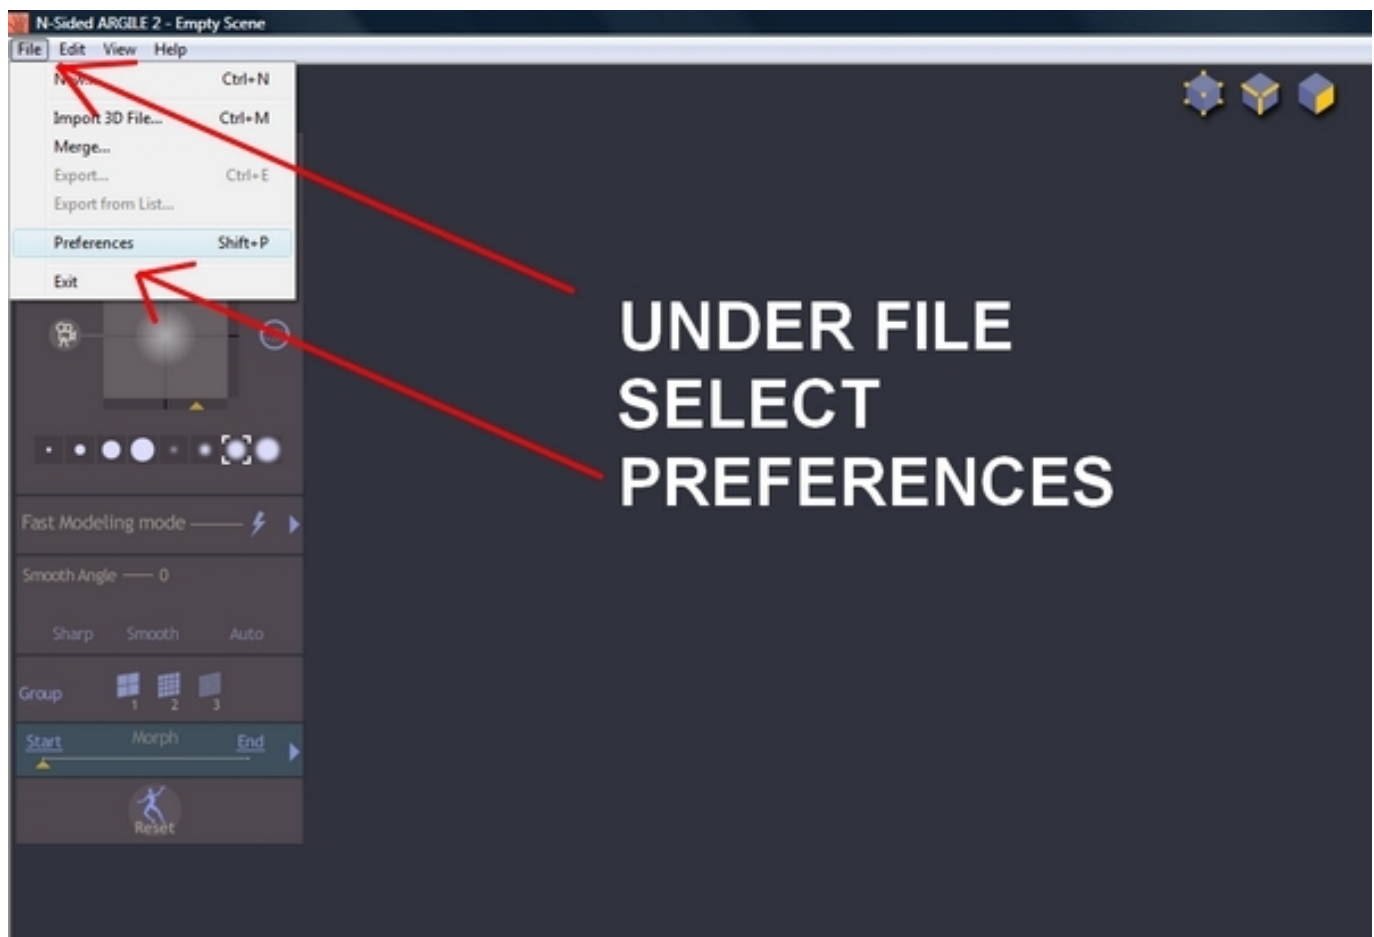 N-Sided ARGILE 2 - Empty Scene
File Edit View Help
Ctrl+N
Import 3D File... Ctrl+M
Merge...
Export... Ctrl+E
Export from List...
Preferences Shift+P
Exit
UNDER FILE
SELECT
PREFERENCES
Fast Modeling mode
Smooth Angle 0
Sharp Smooth Auto
Group 1 2 3
Start Morph End
Reset